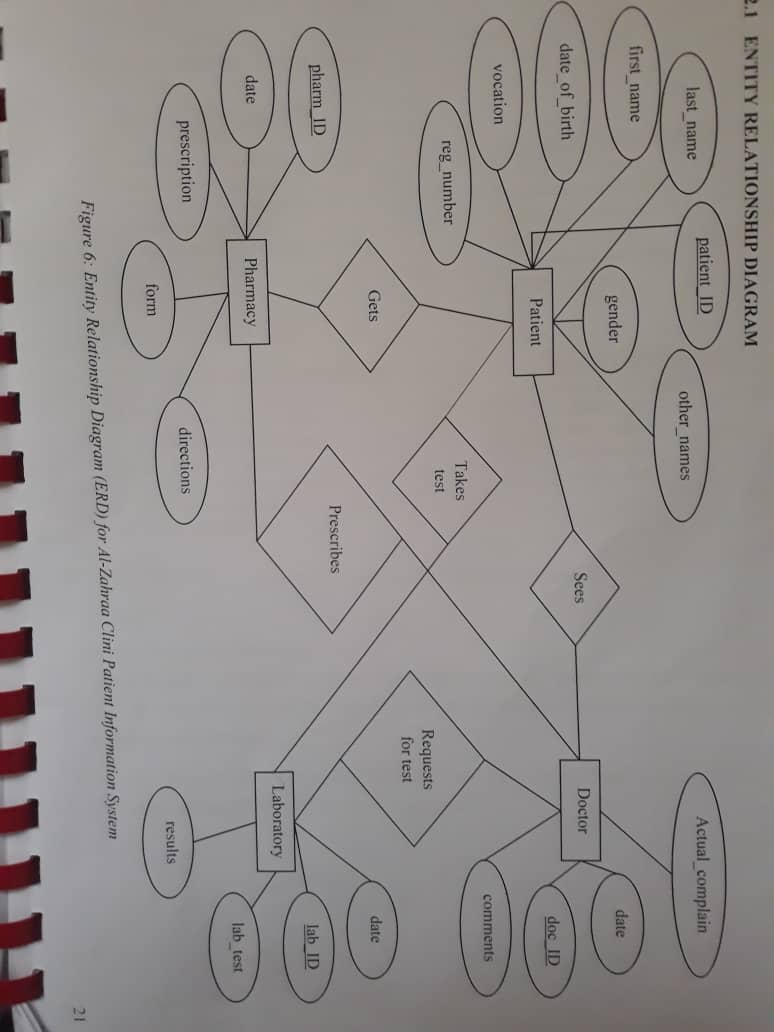 2.1 ENTITY RELATIONSHIP DIAGRAM
last_name
patient_ID
other_names
Actual_complain
first_name
gender
date
Sees
Doctor
date_of_birth
Patient
doc_ID
vocation
comments
reg_number
Takes
test
Requests
for test
Gets
date
Prescribes
pharm_ID
lab_ID
date
Pharmacy
Laboratory
lab_test
prescription
directions
form
results
Figure 6: Entity Relationship Diagram (ERD) for Al-Zahraa Clini Patient Information System
21